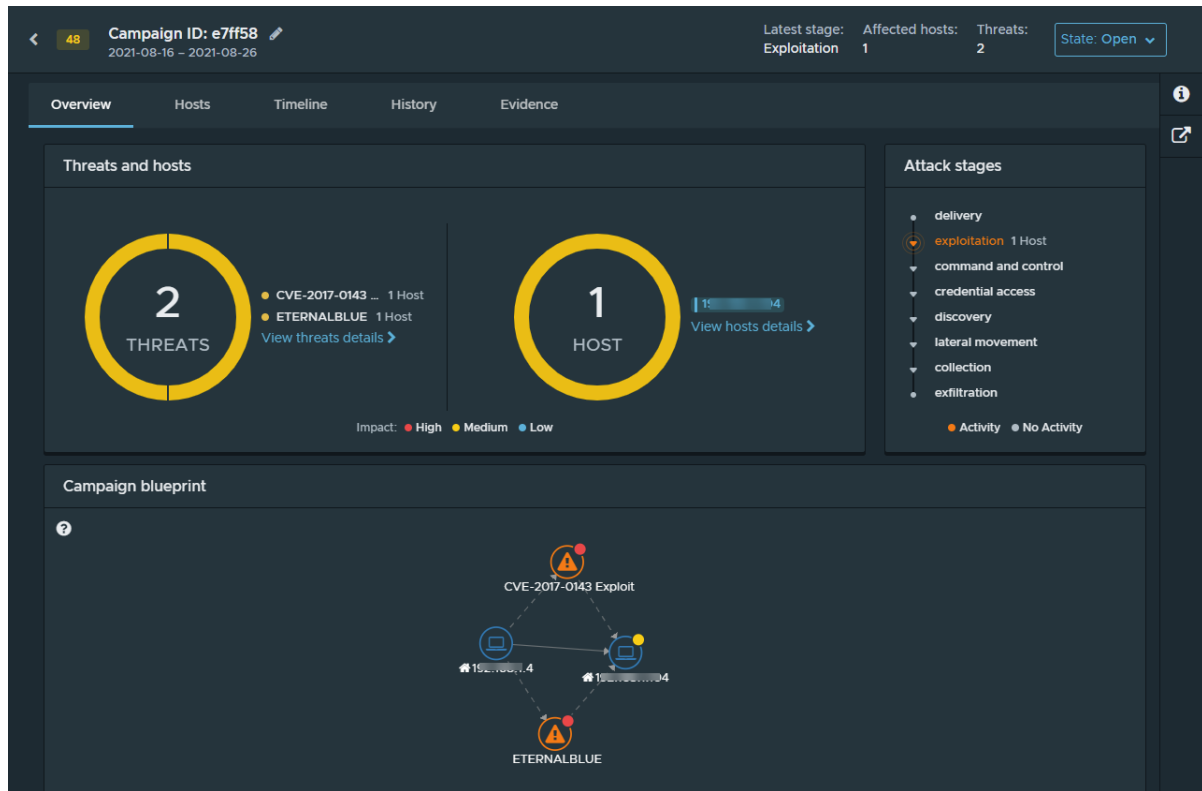 48 Campaign ID: e7ff58
2021-08-16 – 2021-08-26
Latest stage: Affected hosts: Threats:
Exploitation 1 2
State: Open
Overview Hosts Timeline History Evidence
Threats and hosts
2
THREATS
CVE-2017-0143 ... 1 Host
ETERNALBLUE 1 Host
View threats details
1
HOST
View hosts details
Impact: High Medium Low
Attack stages
delivery
exploitation 1 Host
command and control
credential access
discovery
lateral movement
collection
exfiltration
Activity No Activity
Campaign blueprint
CVE-2017-0143 Exploit
ETERNALBLUE